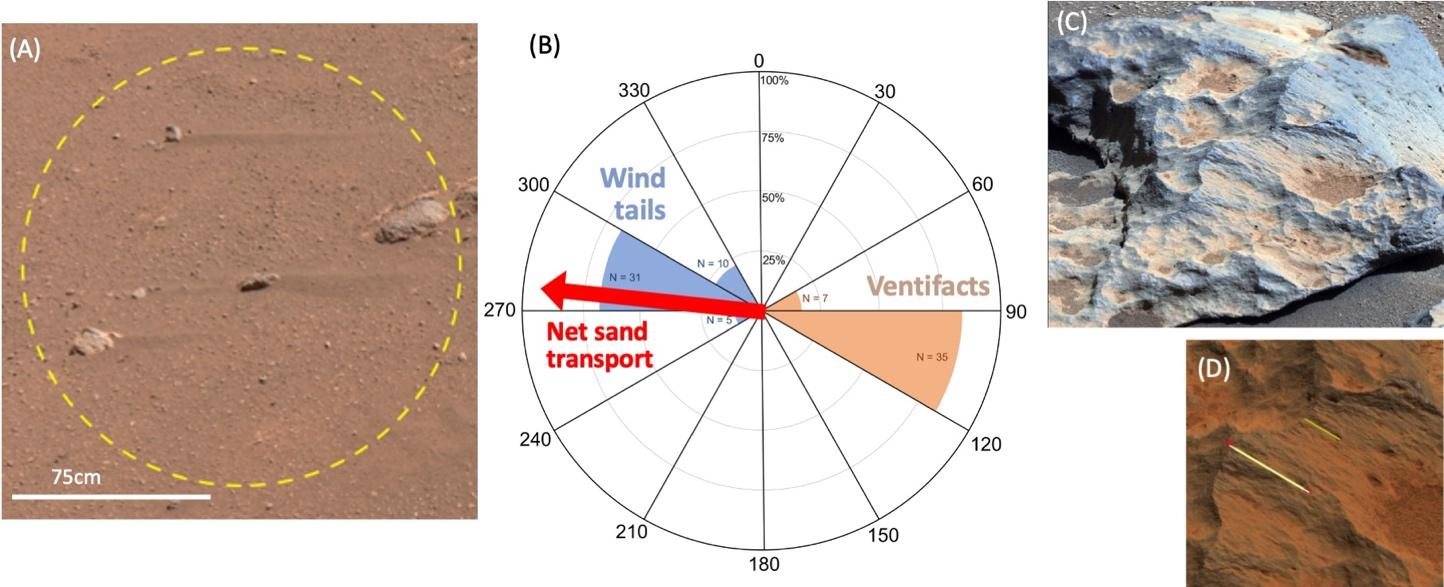 (A)
75cm
(B)
0
30
60
90
120
150
180
210
240
270
300
330
100%
75%
50%
25%
Wind
tails
N = 10
N = 31
N = 5
Net sand
transport
Ventifacts
N = 7
N = 35
(C)
(D)